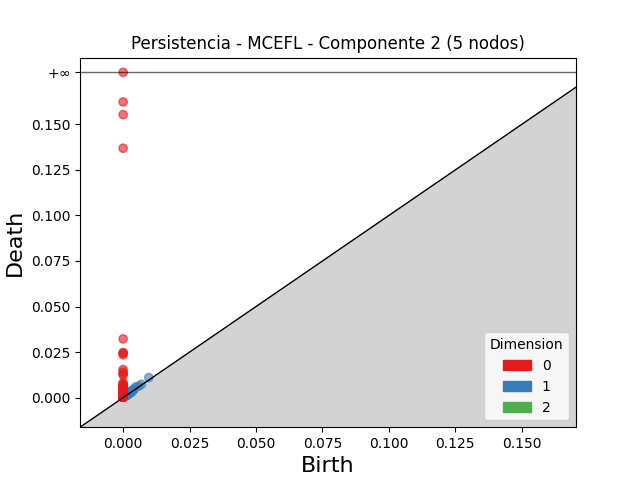 Persistencia - MCEFL - Componente 2 (5 nodos)
+∞
0.150
0.125
0.100
0.075
0.050
0.025
0.000
Death
Dimension
0
1
2
0.000 0.025 0.050 0.075 0.100 0.125 0.150
Birth